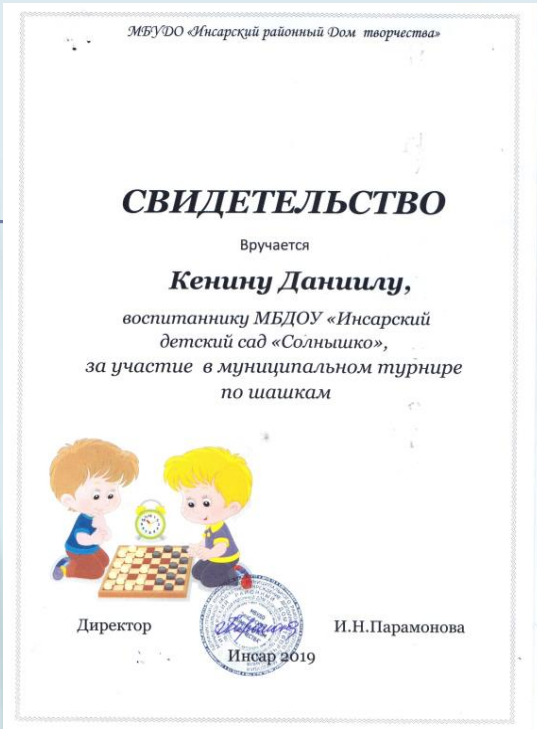 МБУДО «Инсарский районный Дом творчества»
СВИДЕТЕЛЬСТВО
Вручается
Кенину Даниилу,
воспитаннику МБДОУ «Инсарский
детский сад «Солнышко»,
за участие в муниципальном турнире
по шашкам
Директор
И.Н.Парамонова
Инсар 2019